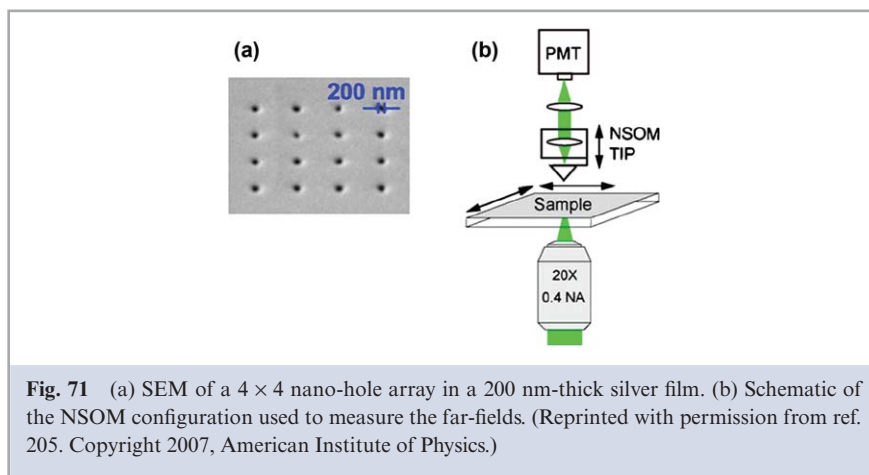 (a)
200 nm
(b)
PMT
NSOM
TIP
Sample
20X
0.4 NA
Fig. 71 (a) SEM of a 4 × 4 nano-hole array in a 200 nm-thick silver film. (b) Schematic of
the NSOM configuration used to measure the far-fields. (Reprinted with permission from ref.
205. Copyright 2007, American Institute of Physics.)